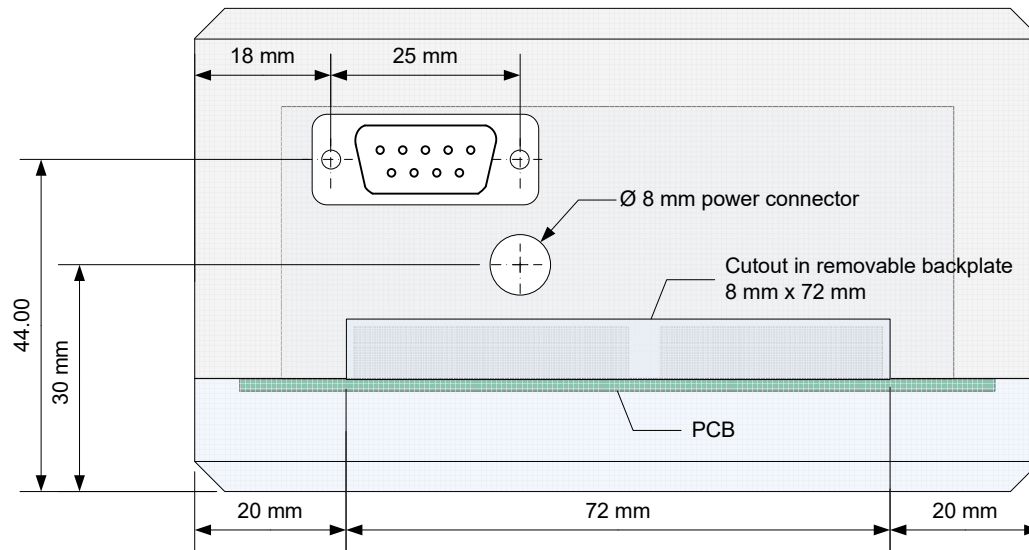 18 mm
25 mm
Ø 8 mm power connector
Cutout in removable backplate
8 mm x 72 mm
44.00
30 mm
PCB
20 mm
72 mm
20 mm